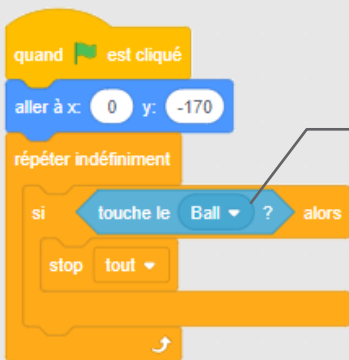 quand est cliqué
aller à x: 0 y: -170
répéter indéfiniment
si touche le Ball ? alors
stop tout